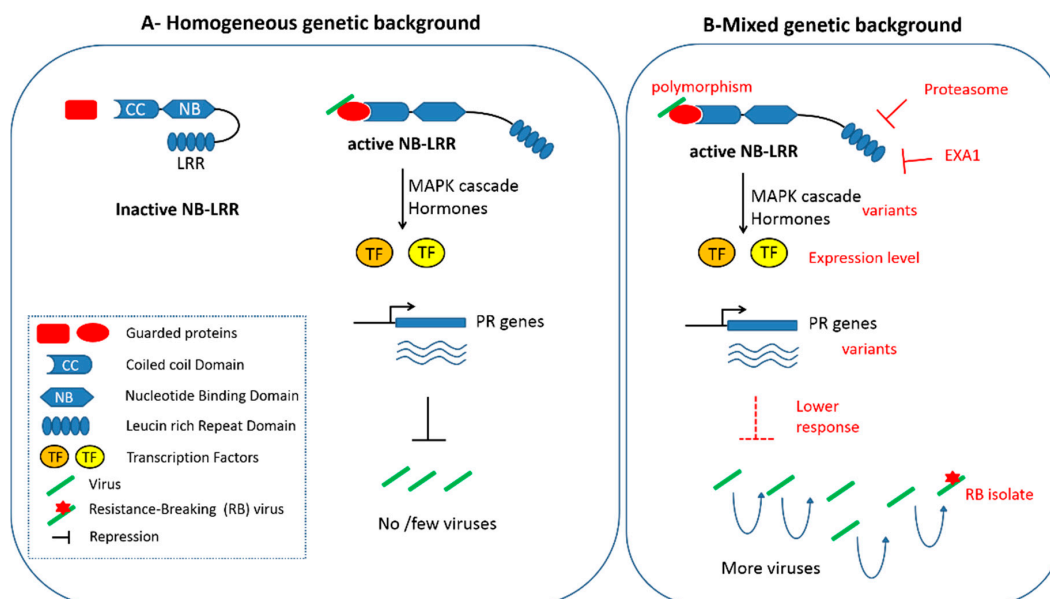 A- Homogeneous genetic background
CC
NB
LRR
Inactive NB-LRR
active NB-LRR
MAPK cascade
Hormones
TF
TF
PR genes
No /few viruses
Guarded proteins
CC
Coiled coil Domain
NB
Nucleotide Binding Domain
Leucin rich Repeat Domain
TF
TF
Transcription Factors
Virus
Resistance-Breaking (RB) virus
Repression
B-Mixed genetic background
polymorphism
Proteasome
active NB-LRR
EXA1
MAPK cascade
Hormones
variants
TF
TF
Expression level
PR genes
variants
Lower
response
RB isolate
More viruses